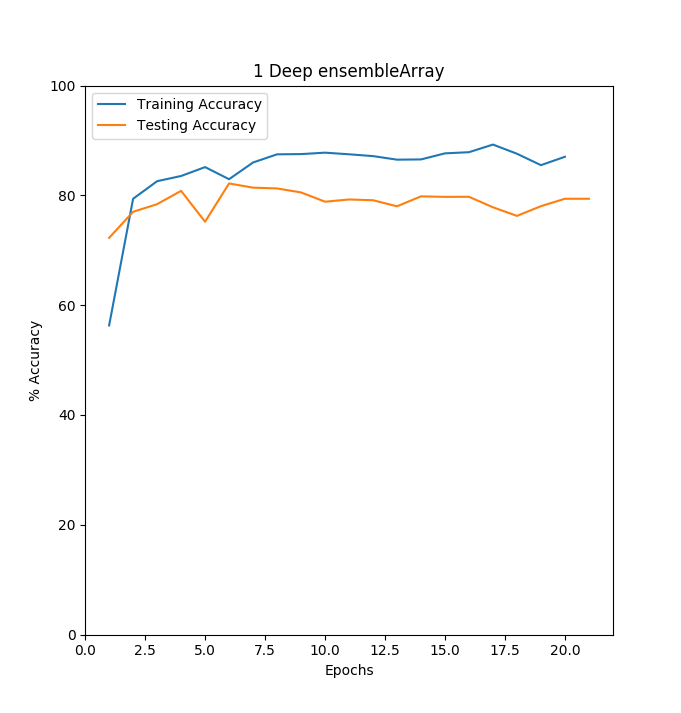 1 Deep ensembleArray
Training Accuracy
Testing Accuracy
100
80
60
40
20
0
% Accuracy
0.0 2.5 5.0 7.5 10.0 12.5 15.0 17.5 20.0
Epochs